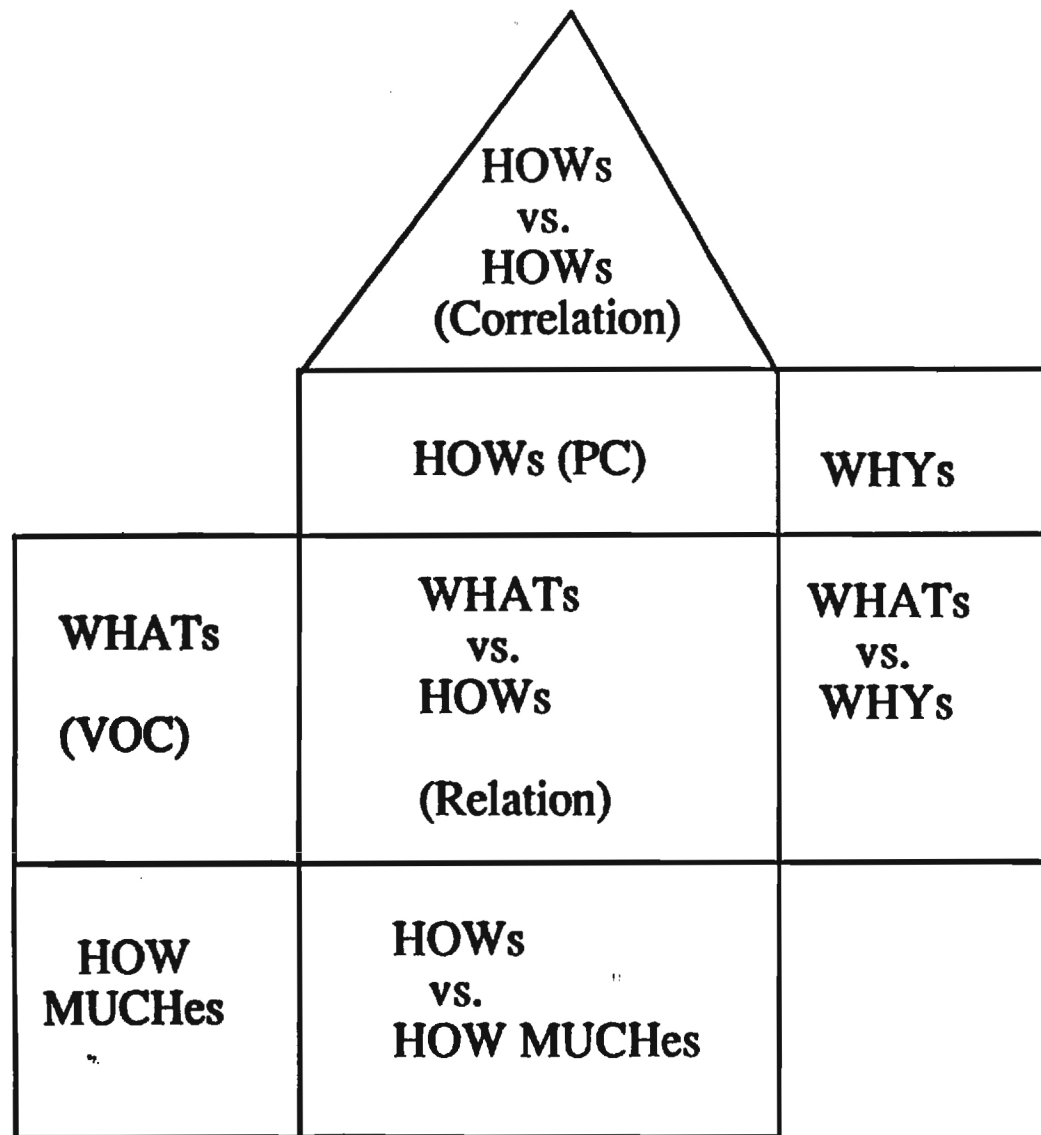 HOWs
vs.
HOWs
(Correlation)
HOWs (PC)
WHYs
WHATs
(VOC)
WHATs
vs.
HOWs
(Relation)
WHATs
vs.
WHYs
HOW
MUCHes
HOWs
vs.
HOW MUCHes